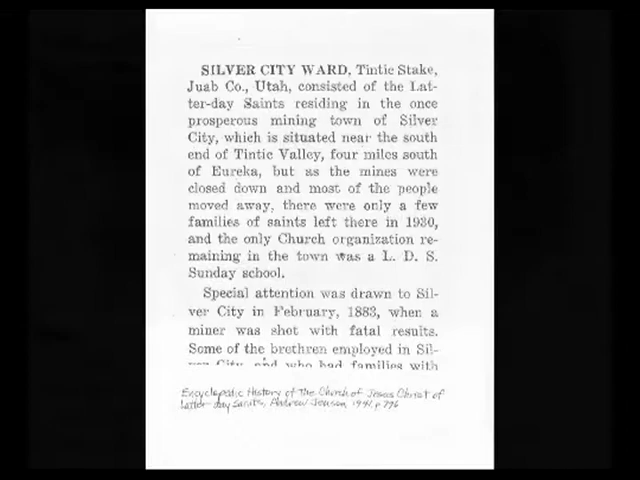 SILVER CITY WARD, Tintic Stake,
Juab Co., Utah, consisted of the Lat-
ter-day Saints residing in the once
prosperous mining town of Silver
City, which is situated near the south
end of Tintic Valley, four miles south
of Eureka, but as the mines were
closed down and most of the people
moved away, there were only a few
families of saints left there in 1930,
and the only Church organization re-
maining in the town was a L. D. S.
Sunday school.
Special attention was drawn to Sil-
ver City in February, 1883, when a
miner was shot with fatal results.
Some of the brethren employed in Sil-
ver City, and who had families with
Encyclopedic History of The Church of Jesus Christ of
Latter-day Saints, Andrew Jenson, 1941, p 796